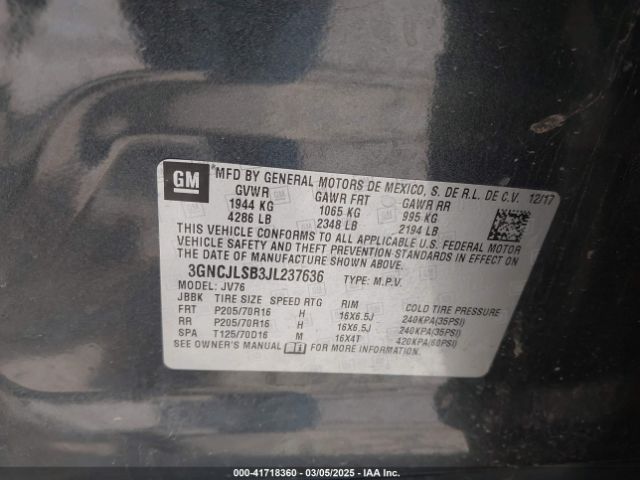 GM *MFD BY GENERAL MOTORS DE MEXICO, S. DE R.L. DE C.V. 12/17
GVWR GAWR FRT GAWR RR
1944 KG 1065 KG 995 KG
4286 LB 2348 LB 2194 LB
THIS VEHICLE CONFORMS TO ALL APPLICABLE U.S. FEDERAL MOTOR
VEHICLE SAFETY AND THEFT PREVENTION STANDARDS IN EFFECT ON
THE DATE OF MANUFACTURE SHOWN ABOVE.
3GNCJLSB3JL237636 TYPE: M.P.V.
MODEL: JV76
JBBK TIRE SIZE SPEED RTG RIM COLD TIRE PRESSURE
FRT P205/70R16 H 16X6.5J 240KPA(35PSI)
RR P205/70R16 H 16X6.5J 240KPA(35PSI)
SPA T125/70D16 M 16X4T 420KPA(60PSI)
SEE OWNER'S MANUAL FOR MORE INFORMATION.
000-41718360 - 03/05/2025 - IAA Inc.